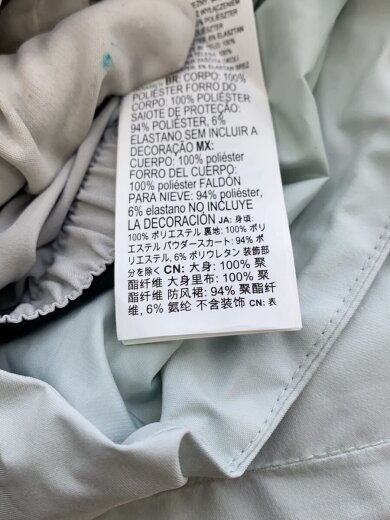 WYŁĄCZENIEM
BR: CORPO: 100%
POLIÉSTER FORRO DO
CORPO: 100% POLIÉSTER
SAIOTE DE PROTEÇÃO:
94% POLIÉSTER, 6%
ELASTANO SEM INCLUIR A
DECORAÇÃO MX:
CUERPO: 100% poliéster
FORRO DEL CUERPO:
100% poliéster FALDÓN
PARA NIEVE: 94% poliéster,
6% elastano NO INCLUYE
LA DECORACIÓN JA: 身頃:
100% ポリエステル 裏地: 100% ポリ
エステル パウダースカート: 94% ポ
リエステル, 6% ポリウレタン 装飾部
分を除く CN: 大身: 100% 聚
酯纤维 大身里布: 100% 聚
酯纤维 防风裙: 94% 聚酯纤
维, 6% 氨纶 不含装饰 CN: 表